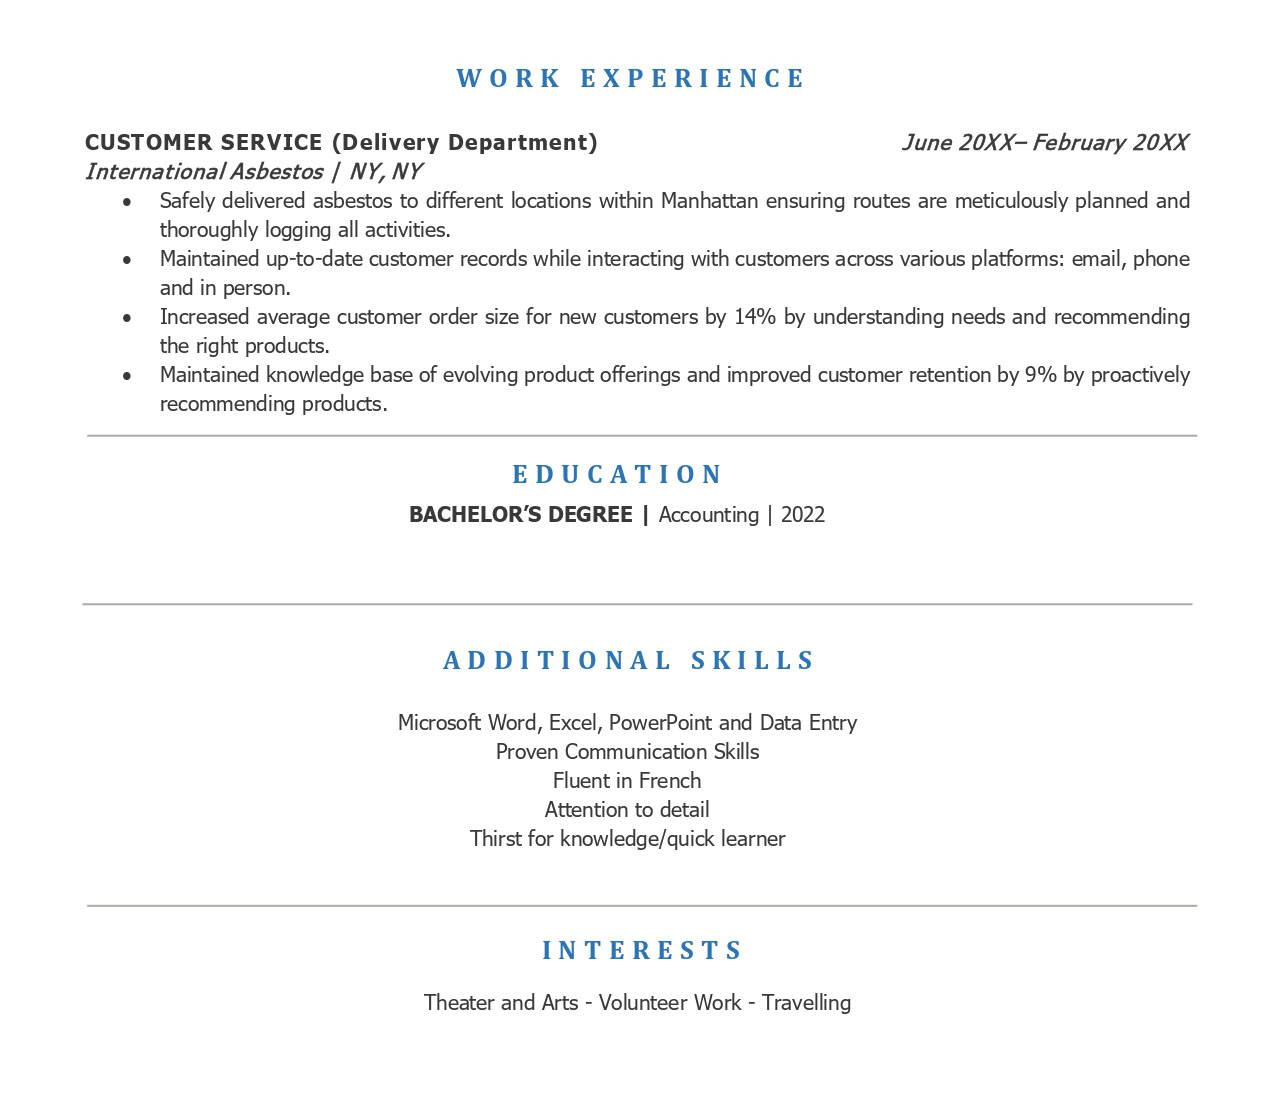 WORK EXPERIENCE
CUSTOMER SERVICE (Delivery Department) June 20XX– February 20XX
International Asbestos | NY, NY
• Safely delivered asbestos to different locations within Manhattan ensuring routes are meticulously planned and
thoroughly logging all activities.
• Maintained up-to-date customer records while interacting with customers across various platforms: email, phone
and in person.
• Increased average customer order size for new customers by 14% by understanding needs and recommending
the right products.
• Maintained knowledge base of evolving product offerings and improved customer retention by 9% by proactively
recommending products.
EDUCATION
BACHELOR’S DEGREE | Accounting | 2022
ADDITIONAL SKILLS
Microsoft Word, Excel, PowerPoint and Data Entry
Proven Communication Skills
Fluent in French
Attention to detail
Thirst for knowledge/quick learner
INTERESTS
Theater and Arts - Volunteer Work - Travelling